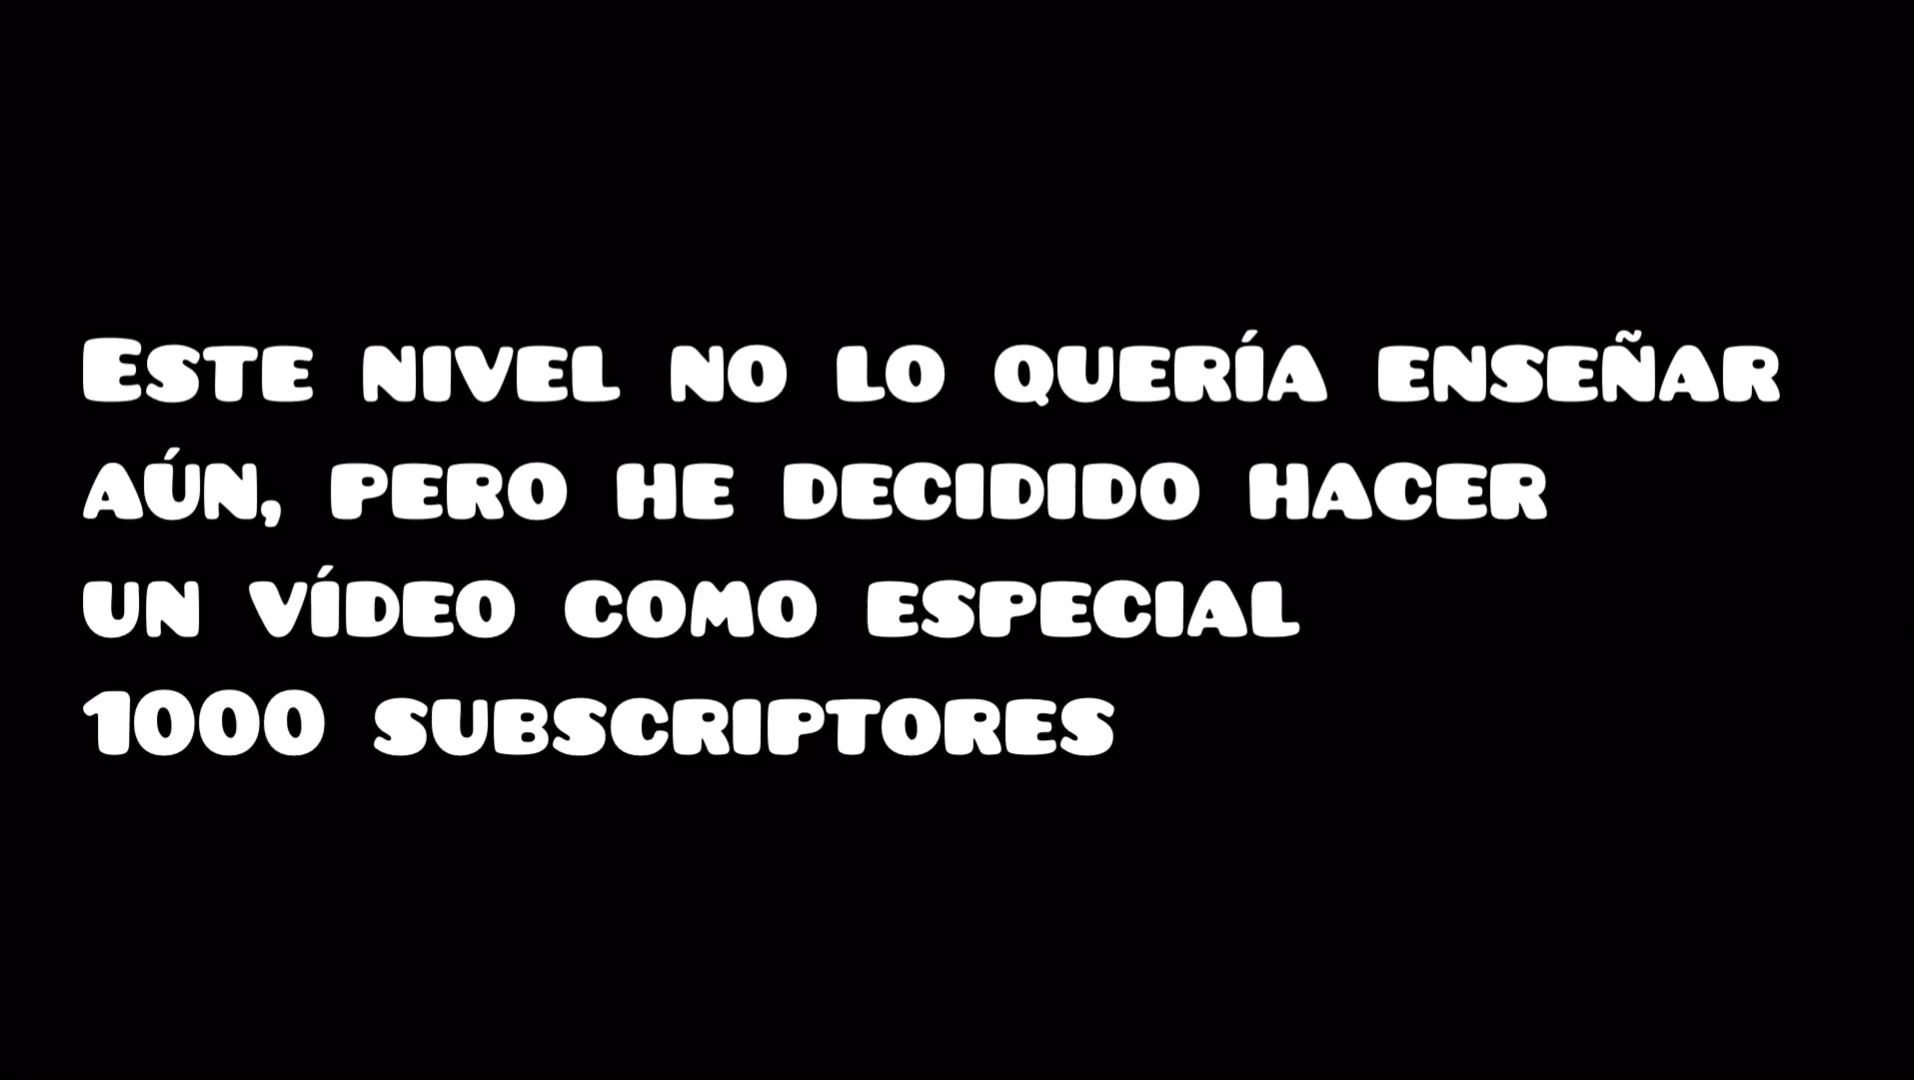 Este nivel no lo quería enseñar
aún, pero he decidido hacer
un vídeo como especial
1000 subscriptores